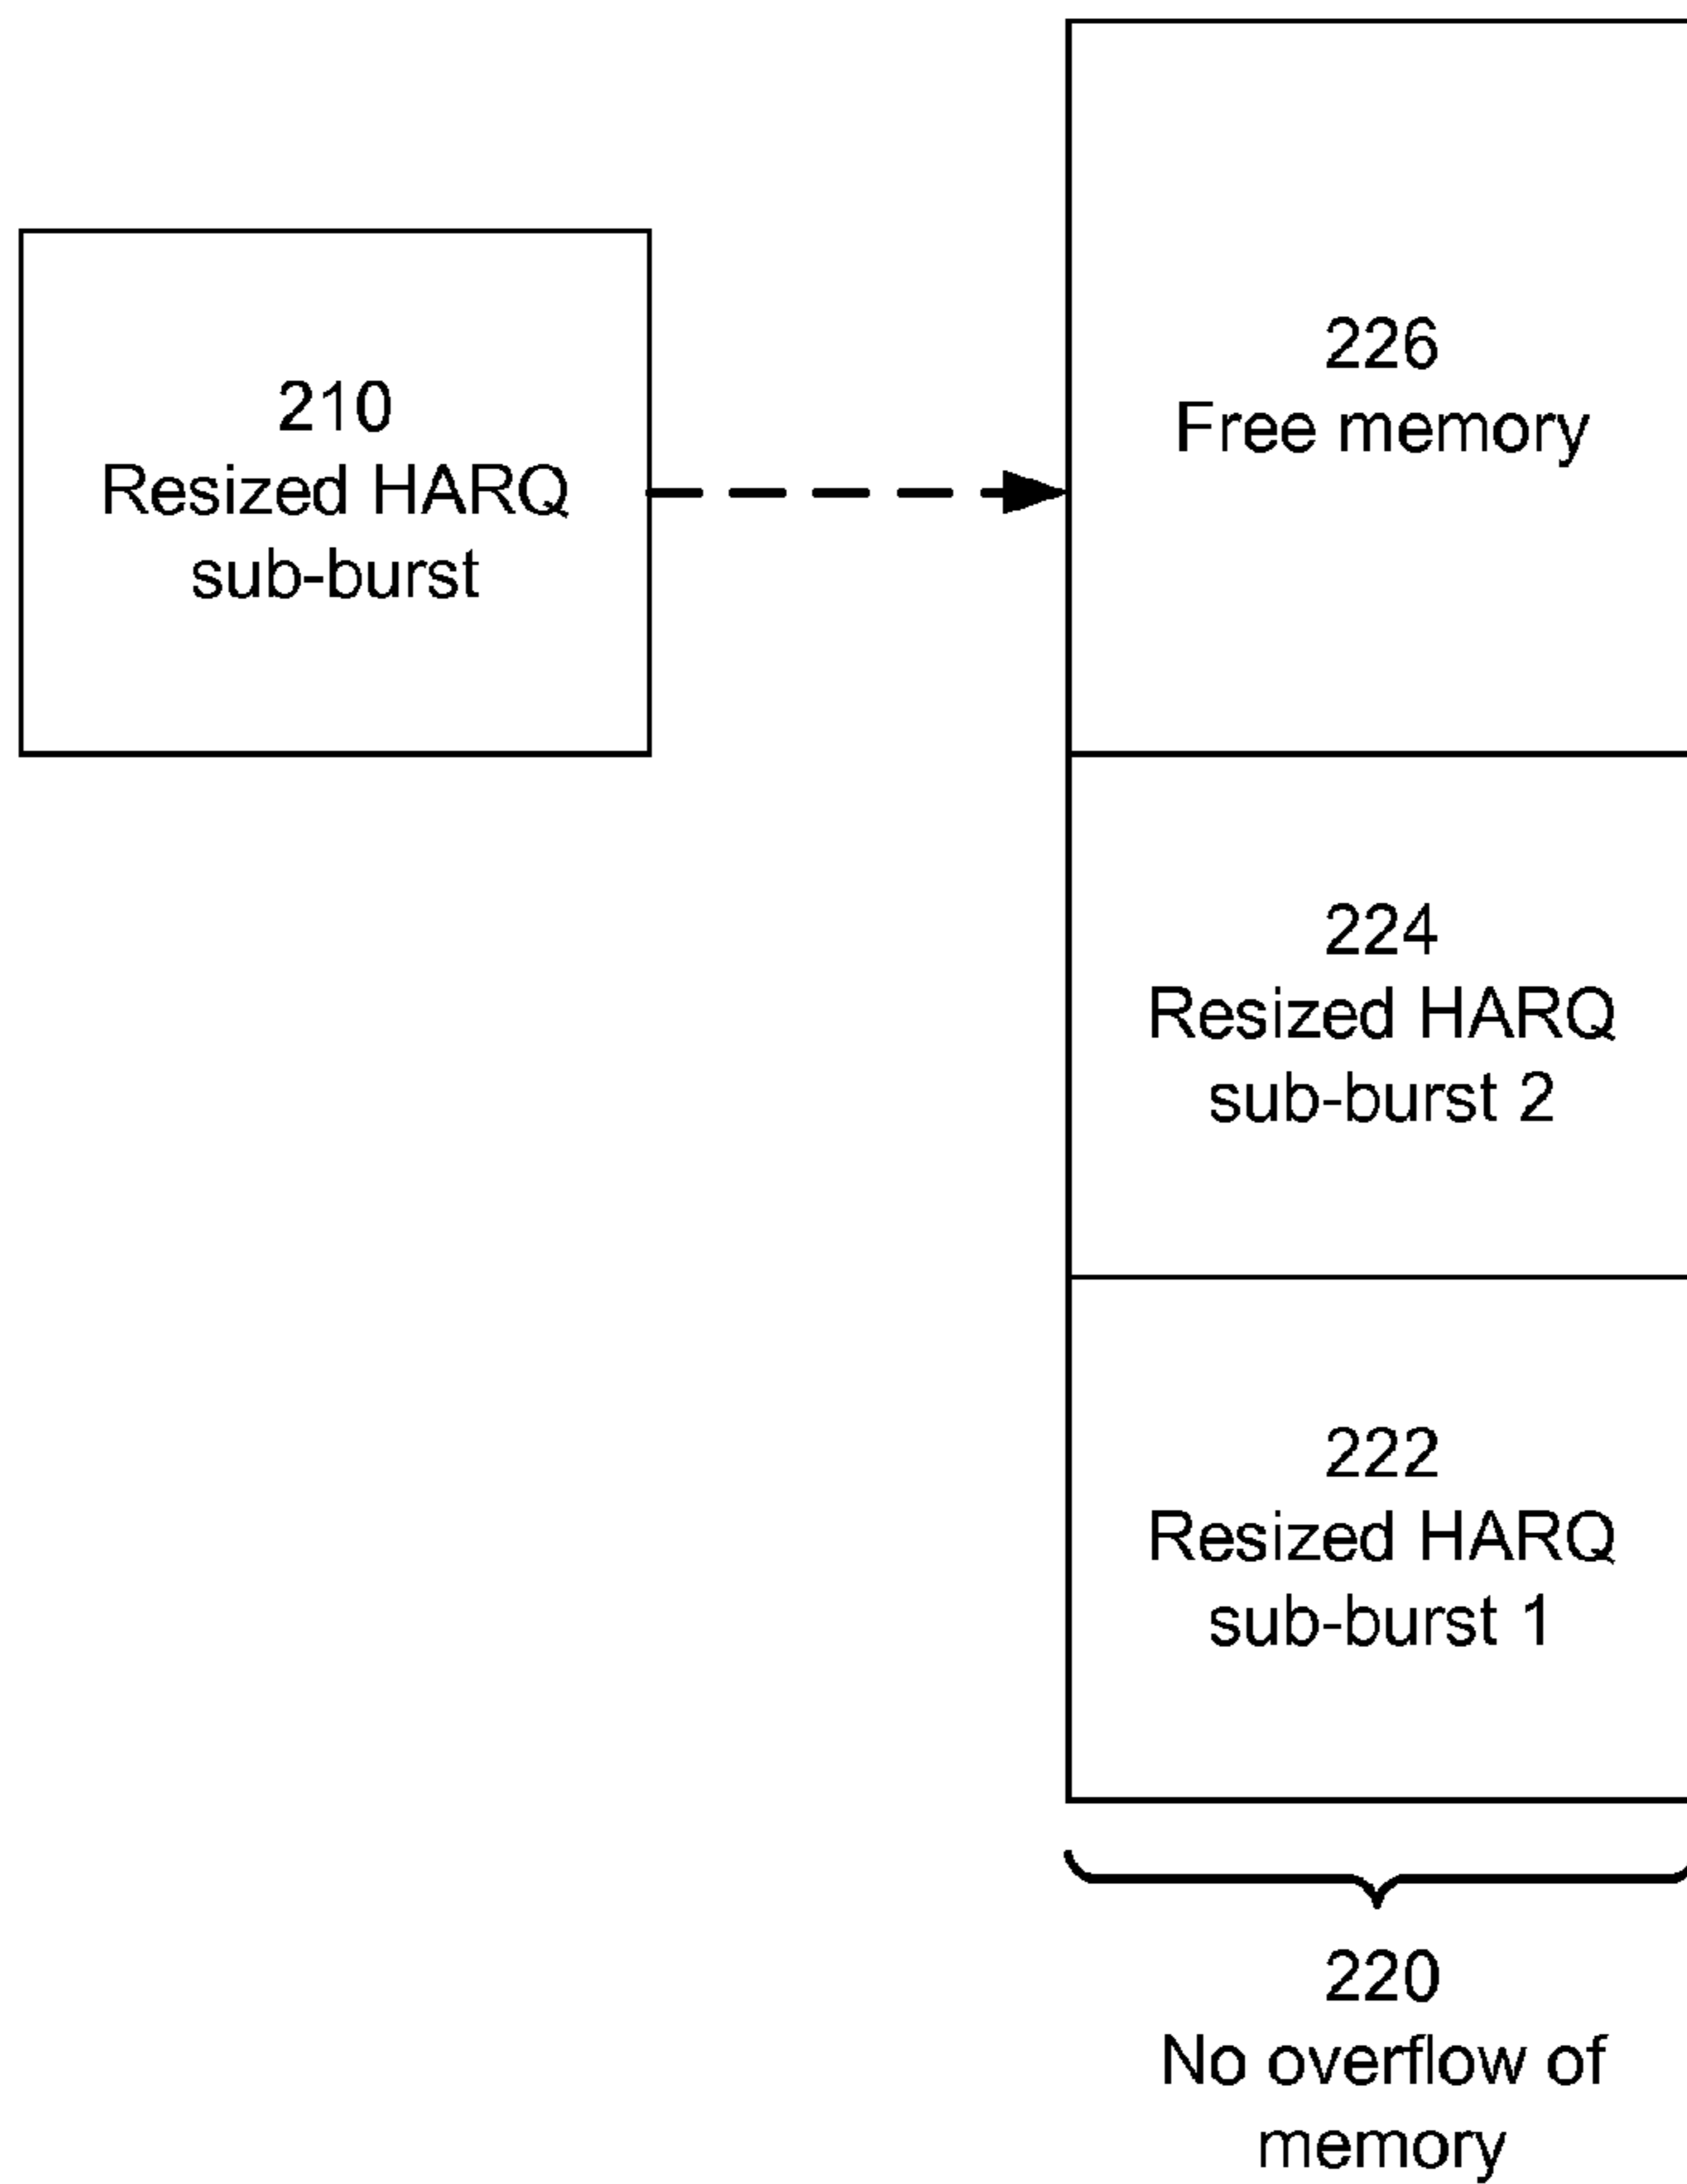 210
Resized HARQ
sub-burst
226
Free memory
224
Resized HARQ
sub-burst 2
222
Resized HARQ
sub-burst 1
220
No overflow of
memory